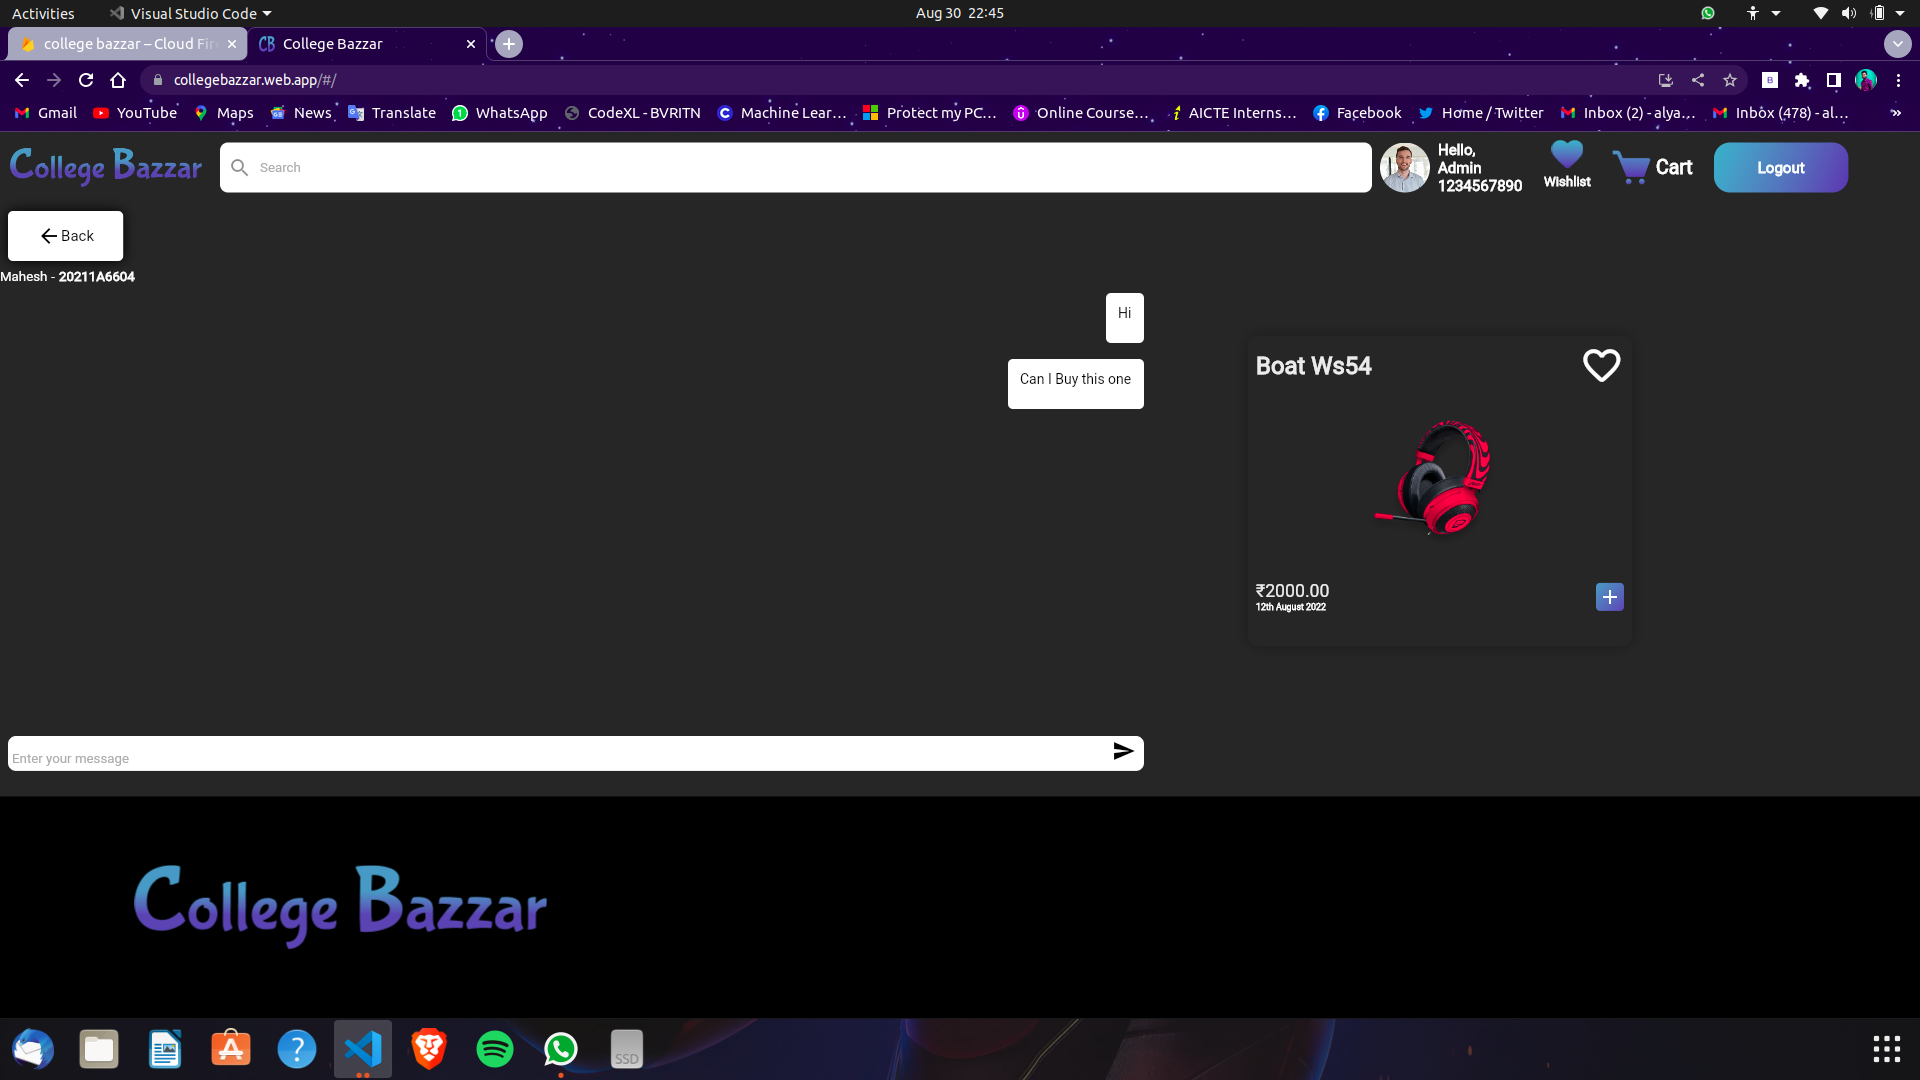 Activities
Visual Studio Code
Aug 30 22:45
college bazzar – Cloud Fire
College Bazzar
collegebazzar.web.app/#/
B
Gmail
YouTube
Maps
News
Translate
WhatsApp
CodeXL - BVRITN
Machine Lear…
Protect my PC…
Online Course…
AICTE Interns…
Facebook
Home / Twitter
Inbox (2) - alya…
Inbox (478) - al…
»
College Bazzar
Search
Hello,
Admin
1234567890
Wishlist
Cart
Logout
Back
Mahesh - 20211A6604
Hi
Can I Buy this one
Boat Ws54
₹2000.00
12th August 2022
Enter your message
College Bazzar
SSD